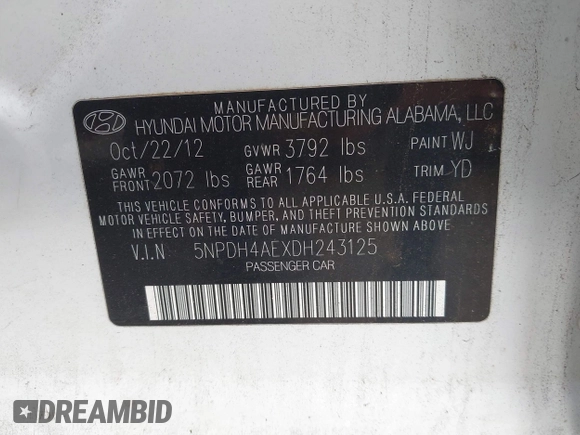 MANUFACTURED BY
HYUNDAI MOTOR MANUFACTURING ALABAMA, LLC
Oct/22/12 GVWR 3792 lbs PAINT WJ
GAWR FRONT 2072 lbs GAWR REAR 1764 lbs TRIM YD
THIS VEHICLE CONFORMS TO ALL APPLICABLE U.S.A. FEDERAL
MOTOR VEHICLE SAFETY, BUMPER, AND THEFT PREVENTION STANDARDS
IN EFFECT ON THE DATE OF MANUFACTURE SHOWN ABOVE.
V.I.N 5NPDH4AEXDH243125
PASSENGER CAR
DREAMBID